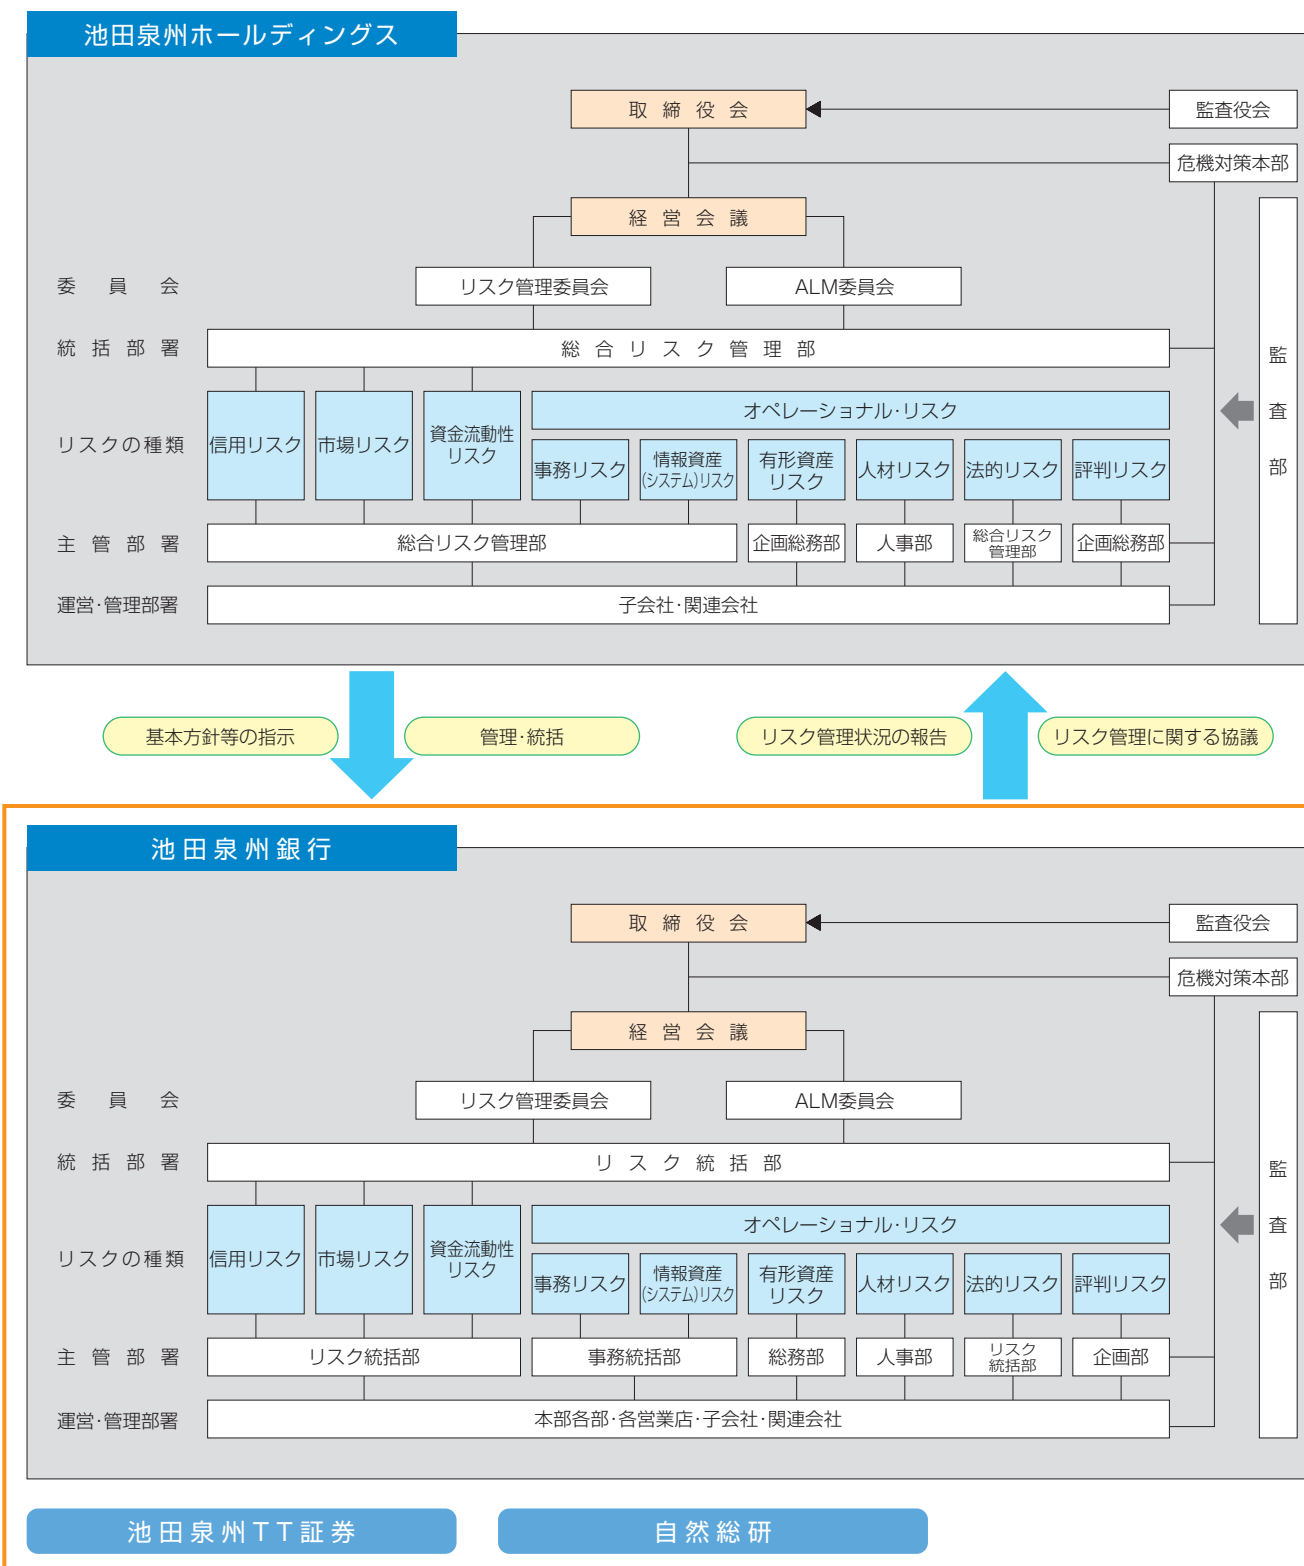 池田泉州ホールディングス
取締役会
監査役会
危機対策本部
経営会議
委員会
リスク管理委員会
ALM委員会
統括部署
総合リスク管理部
監査部
リスクの種類
信用リスク
市場リスク
資金流動性
リスク
オペレーショナル・リスク
事務リスク
情報資産
(システム)リスク
有形資産
リスク
人材リスク
法的リスク
評判リスク
主管部署
総合リスク管理部
企画総務部
人事部
総合リスク
管理部
企画総務部
運営・管理部署
子会社・関連会社
基本方針等の指示
管理・統括
リスク管理状況の報告
リスク管理に関する協議
池田泉州銀行
取締役会
監査役会
危機対策本部
経営会議
委員会
リスク管理委員会
ALM委員会
統括部署
リスク統括部
監査部
リスクの種類
信用リスク
市場リスク
資金流動性
リスク
オペレーショナル・リスク
事務リスク
情報資産
(システム)リスク
有形資産
リスク
人材リスク
法的リスク
評判リスク
主管部署
リスク統括部
事務統括部
総務部
人事部
リスク
統括部
企画部
運営・管理部署
本部各部・各営業店・子会社・関連会社
池田泉州TT証券
自然総研